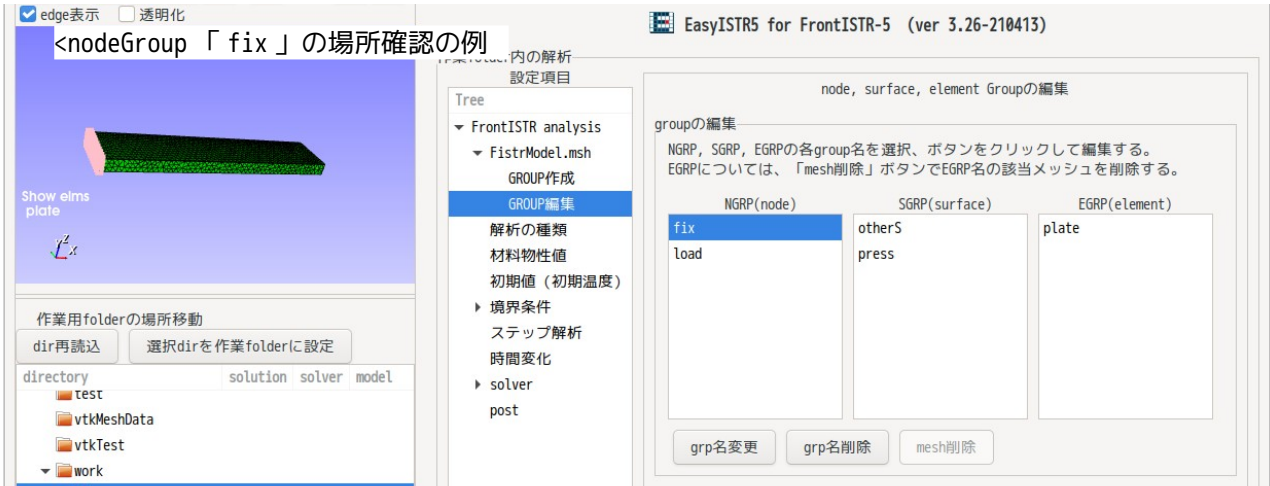 edge表示 透明化
<nodeGroup「fix」の場所確認の例
Show elms
plate
Z
Y
X
作業用folderの場所移動
dir再読込 選択dirを作業folderに設定
directory solution solver model
test
vtkMeshData
vtkTest
work
EasyISTR5 for FrontISTR-5 (ver 3.26-210413)
作業folder内の解析
設定項目
Tree
FrontISTR analysis
FistrModel.msh
GROUP作成
GROUP編集
解析の種類
材料物性値
初期値(初期温度)
境界条件
ステップ解析
時間変化
solver
post
node, surface, element Groupの編集
groupの編集
NGRP, SGRP, EGRPの各group名を選択、ボタンをクリックして編集する。
EGRPについては、「mesh削除」ボタンでEGRP名の該当メッシュを削除する。
NGRP(node) SGRP(surface) EGRP(element)
fix otherS plate
load press
grp名変更 grp名削除 mesh削除